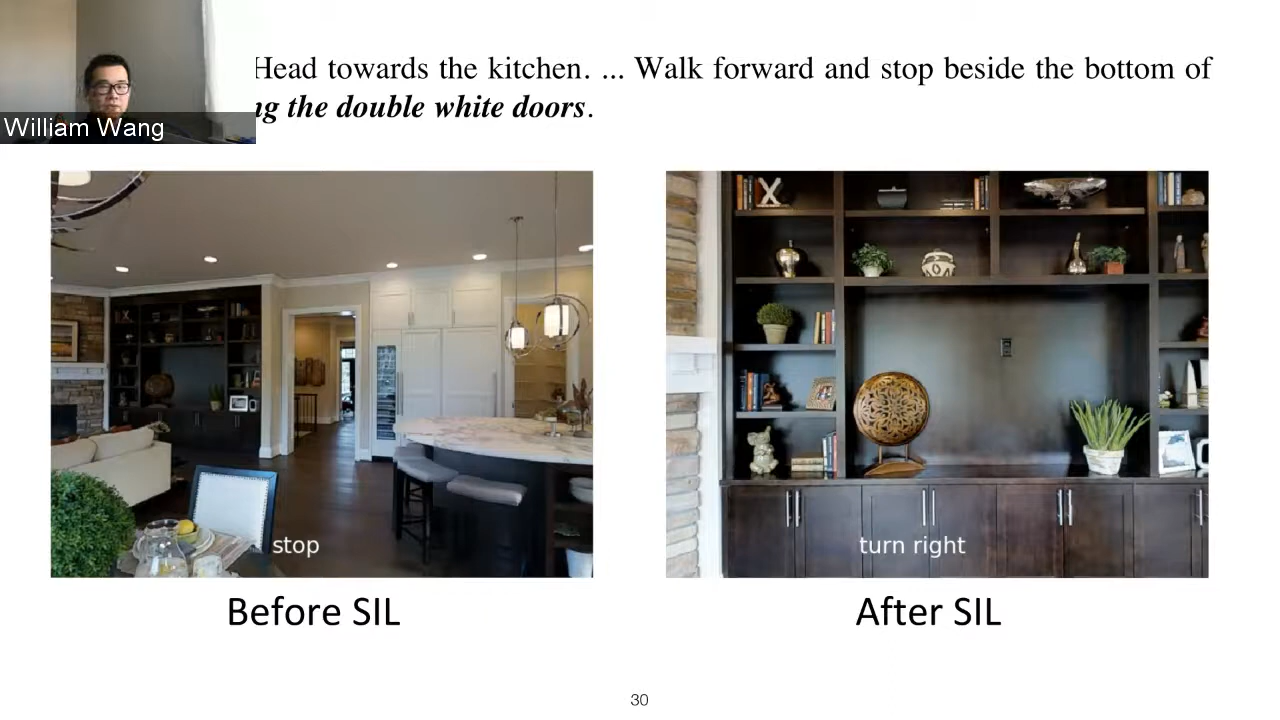 Head towards the kitchen. ... Walk forward and stop beside the bottom of
the double white doors.
William Wang
stop
turn right
Before SIL
After SIL
30